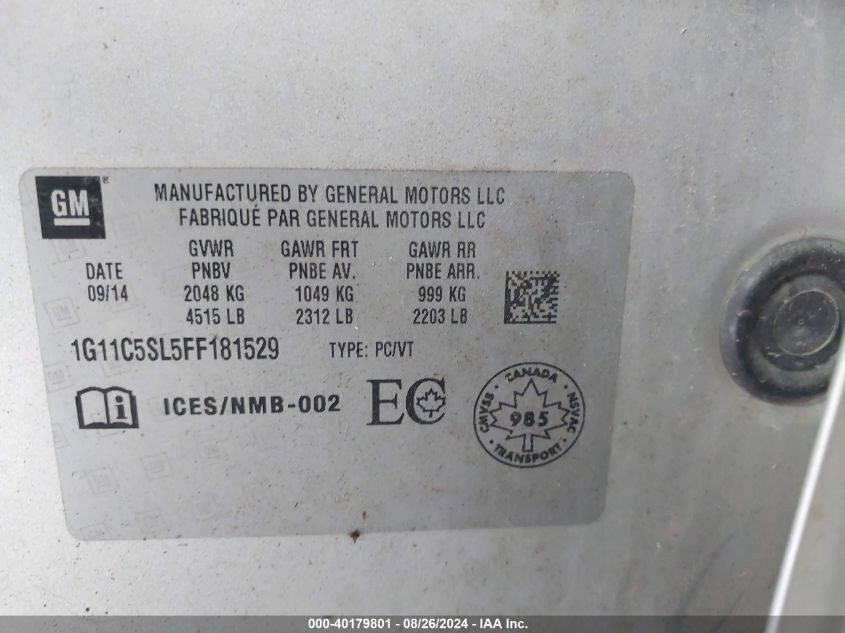 GM ®
MANUFACTURED BY GENERAL MOTORS LLC
FABRIQUÉ PAR GENERAL MOTORS LLC
GVWR GAWR FRT GAWR RR
DATE PNBV PNBE AV. PNBE ARR.
09/14 2048 KG 1049 KG 999 KG
4515 LB 2312 LB 2203 LB
1G11C5SL5FF181529 TYPE: PC/VT
i ICES/NMB-002 EC
CANADA
CMVSS 985 NSVAC
TRANSPORT
000-40179801 - 08/26/2024 - IAA Inc.